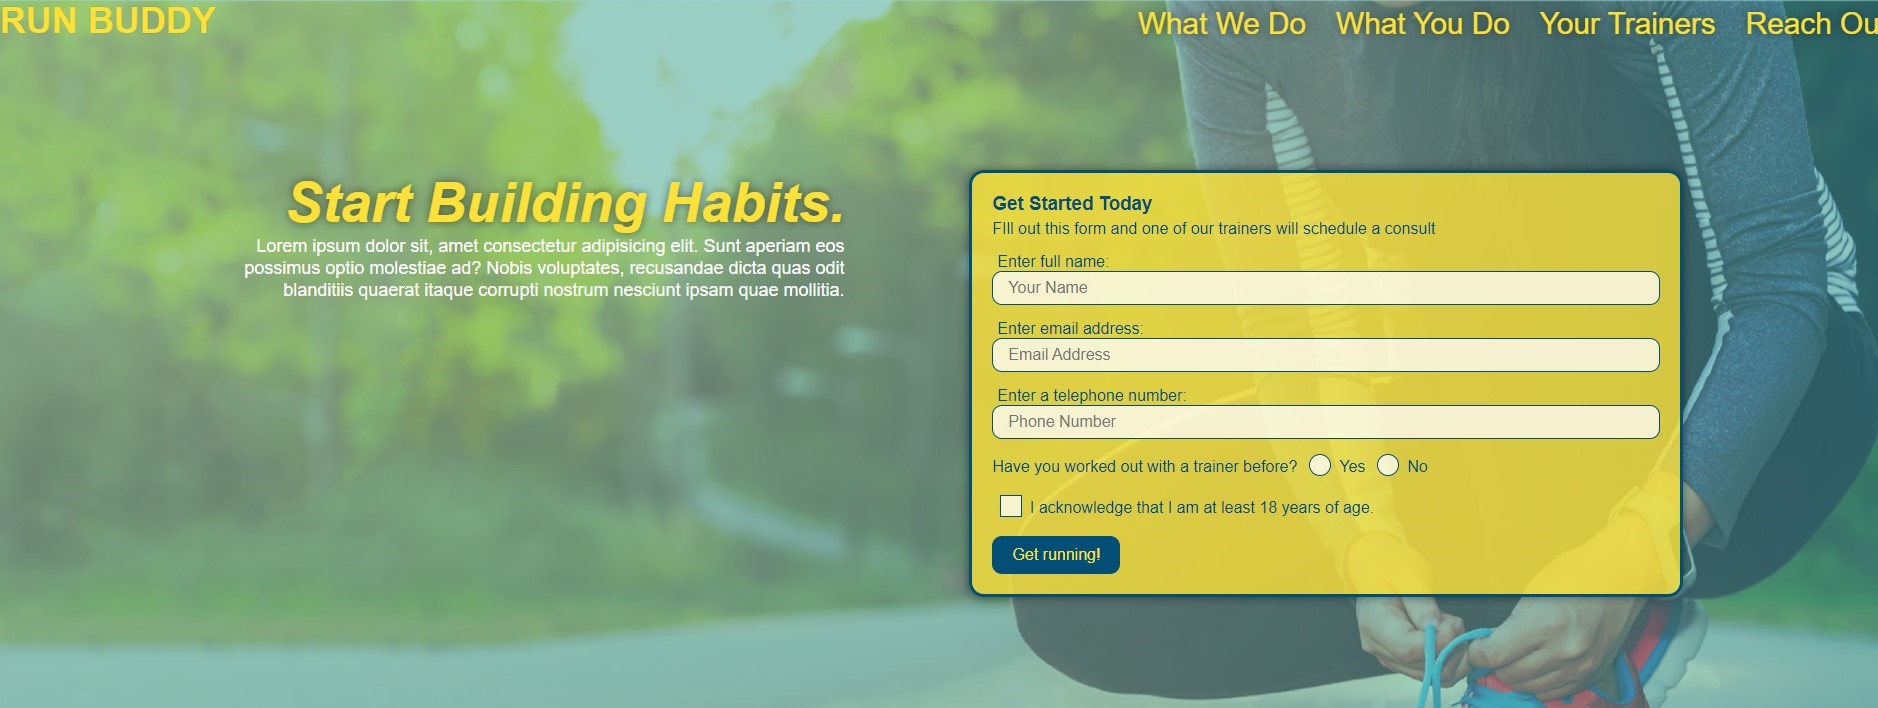 RUN BUDDY
What We Do What You Do Your Trainers Reach Ou
Start Building Habits.
Lorem ipsum dolor sit, amet consectetur adipisicing elit. Sunt aperiam eos
possimus optio molestiae ad? Nobis voluptates, recusandae dicta quas odit
blanditiis quaerat itaque corrupti nostrum nesciunt ipsam quae mollitia.
Get Started Today
FIll out this form and one of our trainers will schedule a consult
Enter full name:
Your Name
Enter email address:
Email Address
Enter a telephone number:
Phone Number
Have you worked out with a trainer before? Yes No
I acknowledge that I am at least 18 years of age.
Get running!